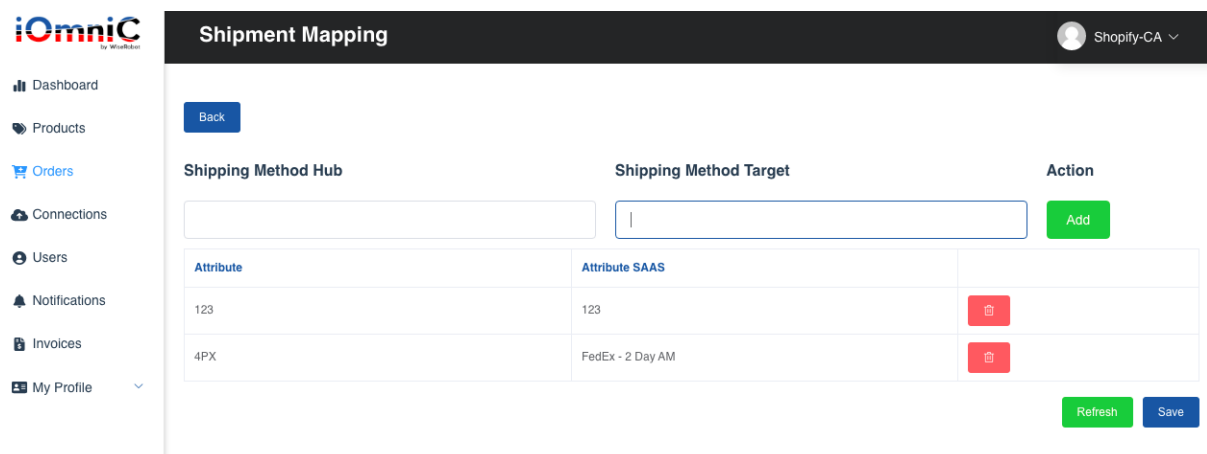 iOmniC
by WiseRobot
Shipment Mapping
Shopify-CA
Dashboard
Products
Orders
Connections
Users
Notifications
Invoices
My Profile
Back
Shipping Method Hub Shipping Method Target Action
Add
Attribute Attribute SAAS
123 123
4PX FedEx - 2 Day AM
Refresh Save